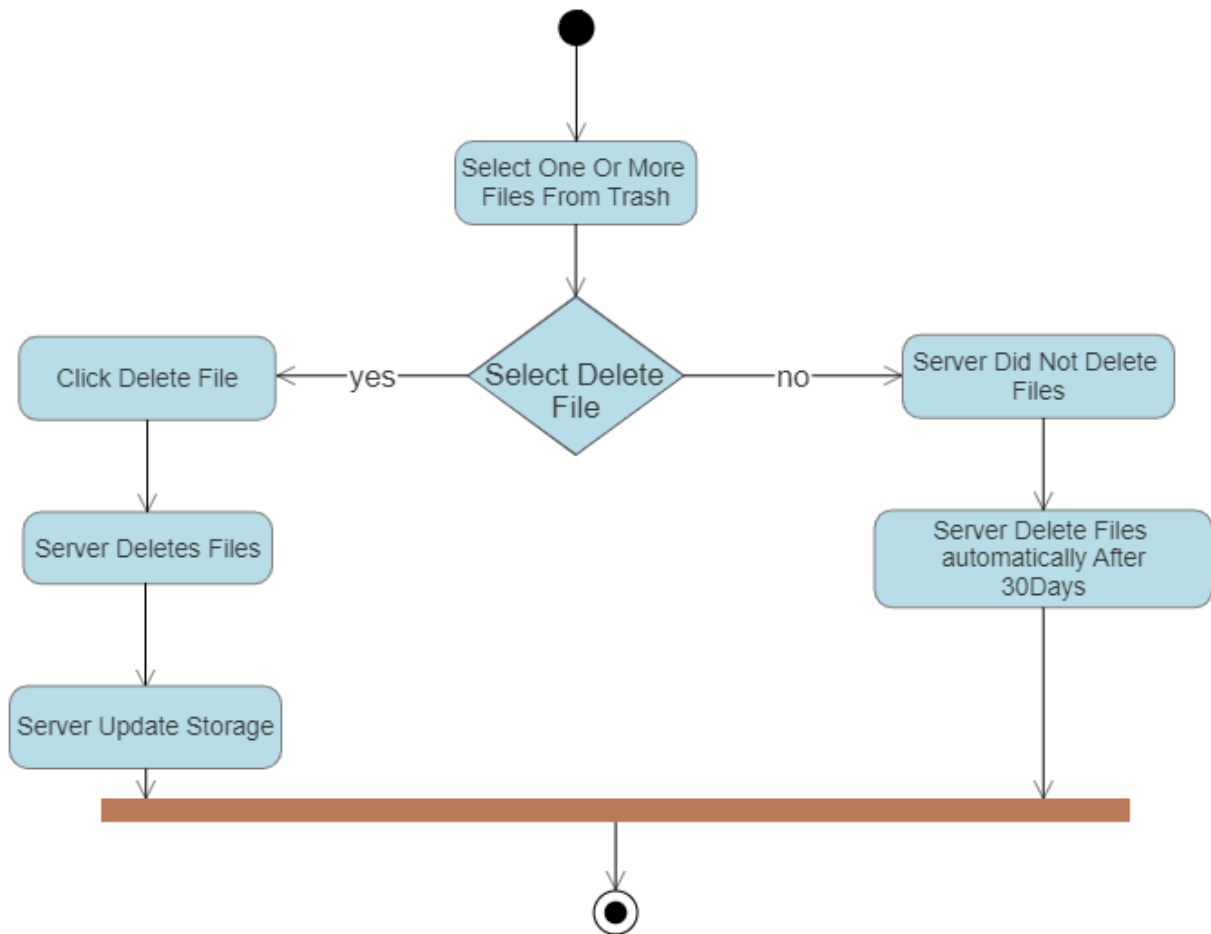 Select One Or More
Files From Trash
Select Delete
File
yes
no
Click Delete File
Server Did Not Delete
Files
Server Deletes Files
Server Delete Files
automatically After
30Days
Server Update Storage